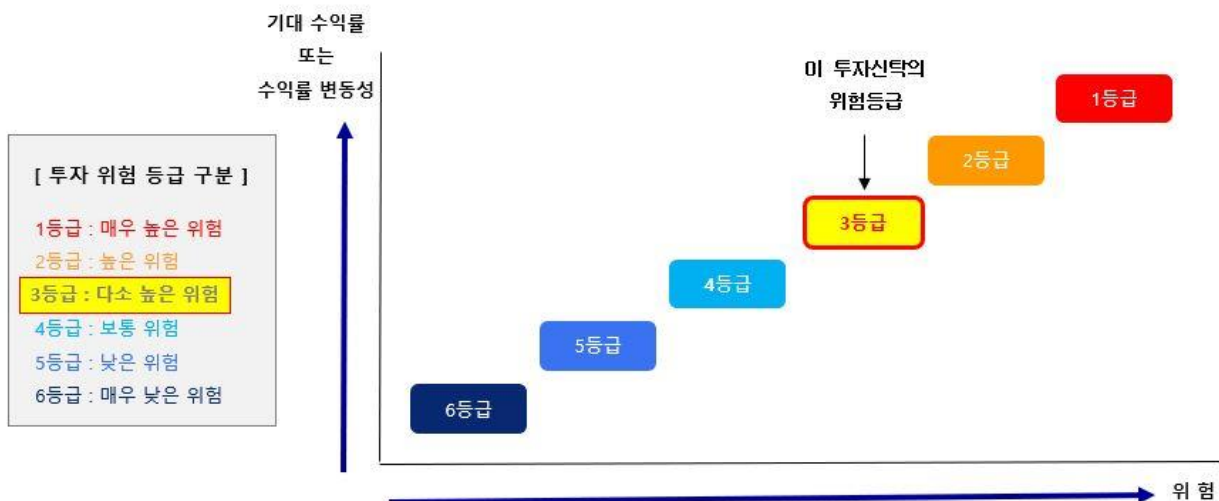 기대 수익률
또는
수익률 변동성
이 투자신탁의
위험등급
1등급
2등급
3등급
4등급
5등급
6등급
[ 투자 위험 등급 구분 ]
1등급 : 매우 높은 위험
2등급 : 높은 위험
3등급 : 다소 높은 위험
4등급 : 보통 위험
5등급 : 낮은 위험
6등급 : 매우 낮은 위험
위 험